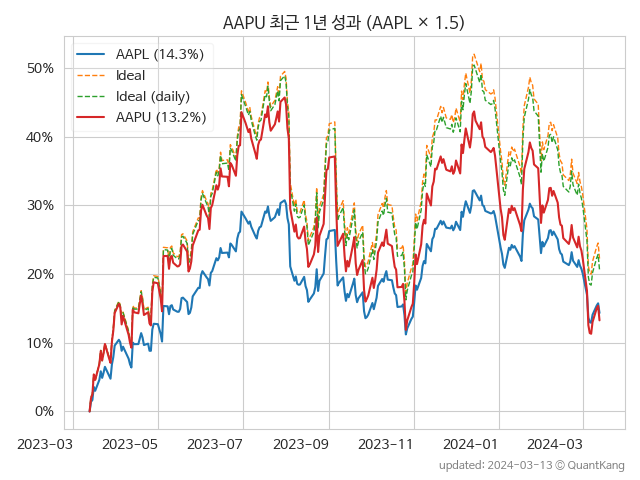 AAPU 최근 1년 성과 (AAPL × 1.5)
AAPL (14.3%)
Ideal
Ideal (daily)
AAPU (13.2%)
50%
40%
30%
20%
10%
0%
2023-03 2023-05 2023-07 2023-09 2023-11 2024-01 2024-03
updated: 2024-03-13 ⓒ QuantKang